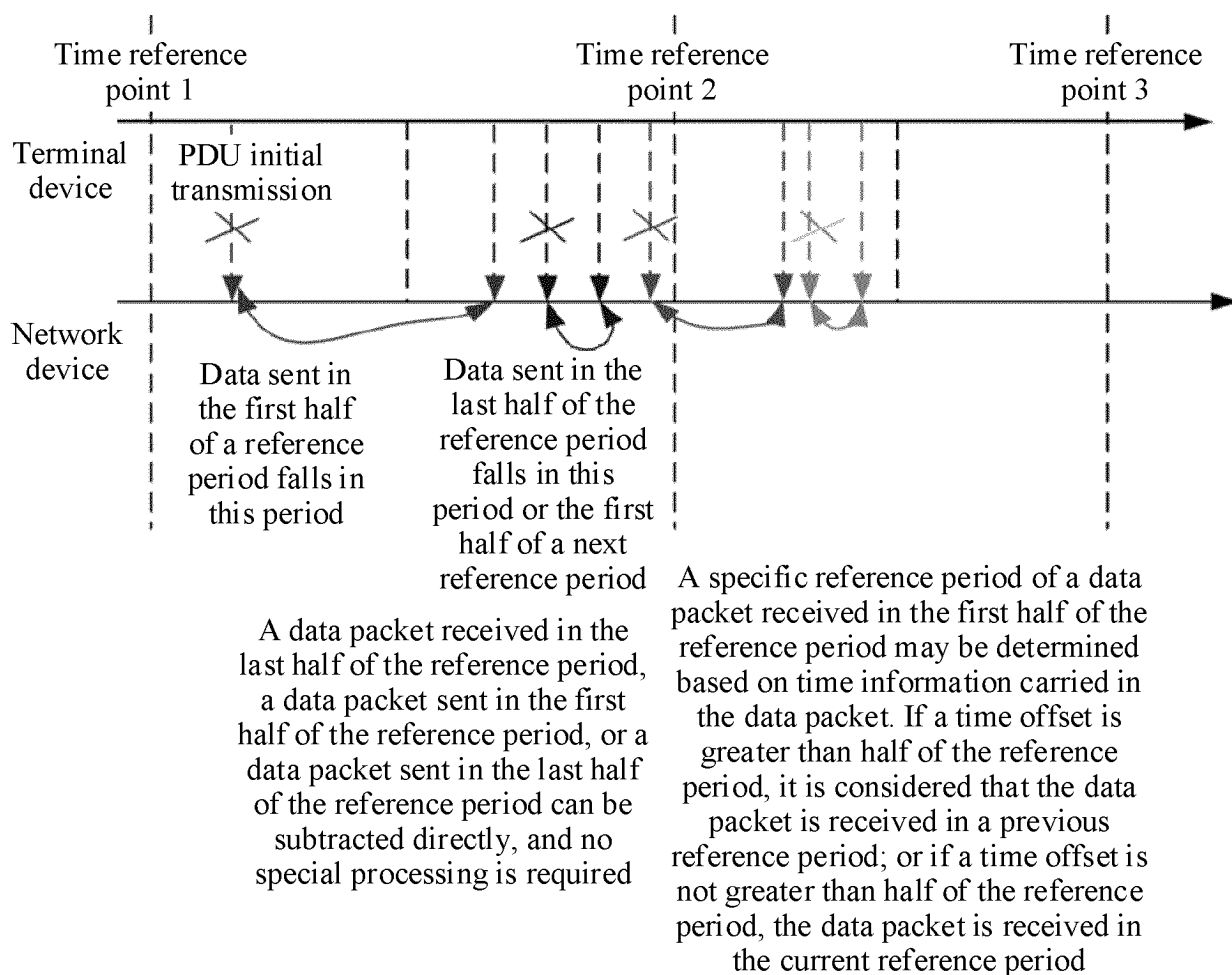 Time reference
point 1
Time reference
point 2
Time reference
point 3
Terminal
device
PDU initial
transmission
Network
device
Data sent in
the first half
of a reference
period falls in
this period
Data sent in the
last half of the
reference period
falls in this
period or the first
half of a next
reference period
A data packet received in the
last half of the reference period,
a data packet sent in the first
half of the reference period, or a
data packet sent in the last half
of the reference period can be
subtracted directly, and no
special processing is required
A specific reference period of a data
packet received in the first half of the
reference period may be determined
based on time information carried in
the data packet. If a time offset is
greater than half of the reference
period, it is considered that the data
packet is received in a previous
reference period; or if a time offset is
not greater than half of the reference
period, the data packet is received in
the current reference period